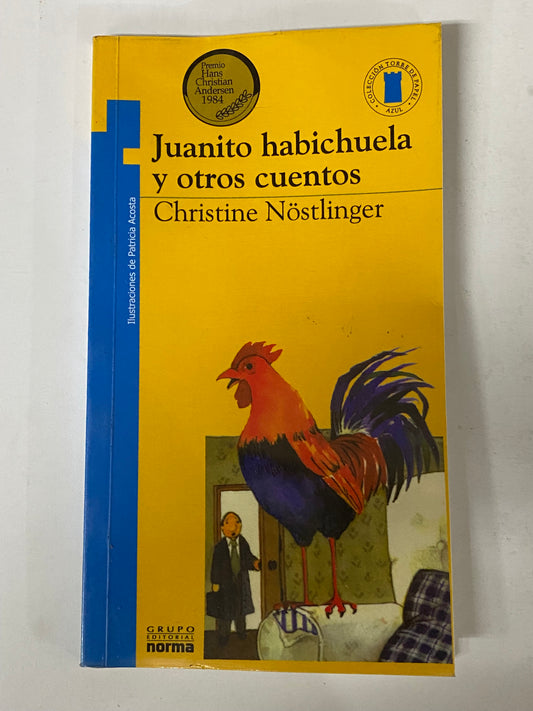 Premio
Hans
Christian
Andersen
1984
COLECCIÓN TORRE DE PAPEL
AZUL
Juanito habichuela
y otros cuentos
Christine Nöstlinger
Ilustraciones de Patricia Acosta
GRUPO
EDITORIAL
norma